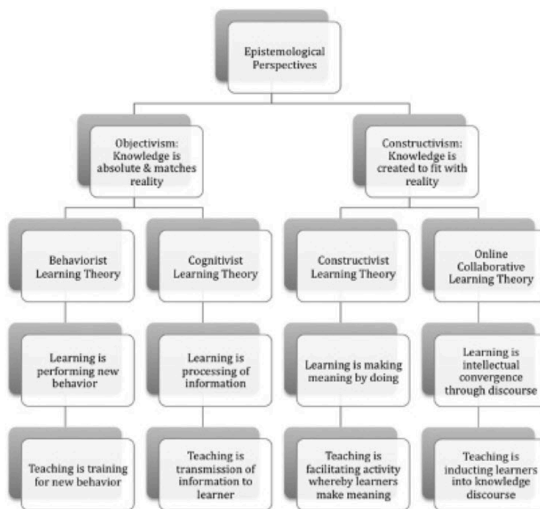 Epistemological
Perspectives
Objectivism:
Knowledge is
absolute & matches
reality
Constructivism:
Knowledge is
created to fit with
reality
Behaviorist
Learning Theory
Cognitivist
Learning Theory
Constructivist
Learning Theory
Online
Collaborative
Learning Theory
Learning is
performing new
behavior
Learning is
processing of
information
Learning is making
meaning by doing
Learning is
intellectual
convergence
through discourse
Teaching is training
for new behavior
Teaching is
transmission of
information to
learner
Teaching is
facilitating activity
whereby learners
make meaning
Teaching is
inducting learners
into knowledge
discourse